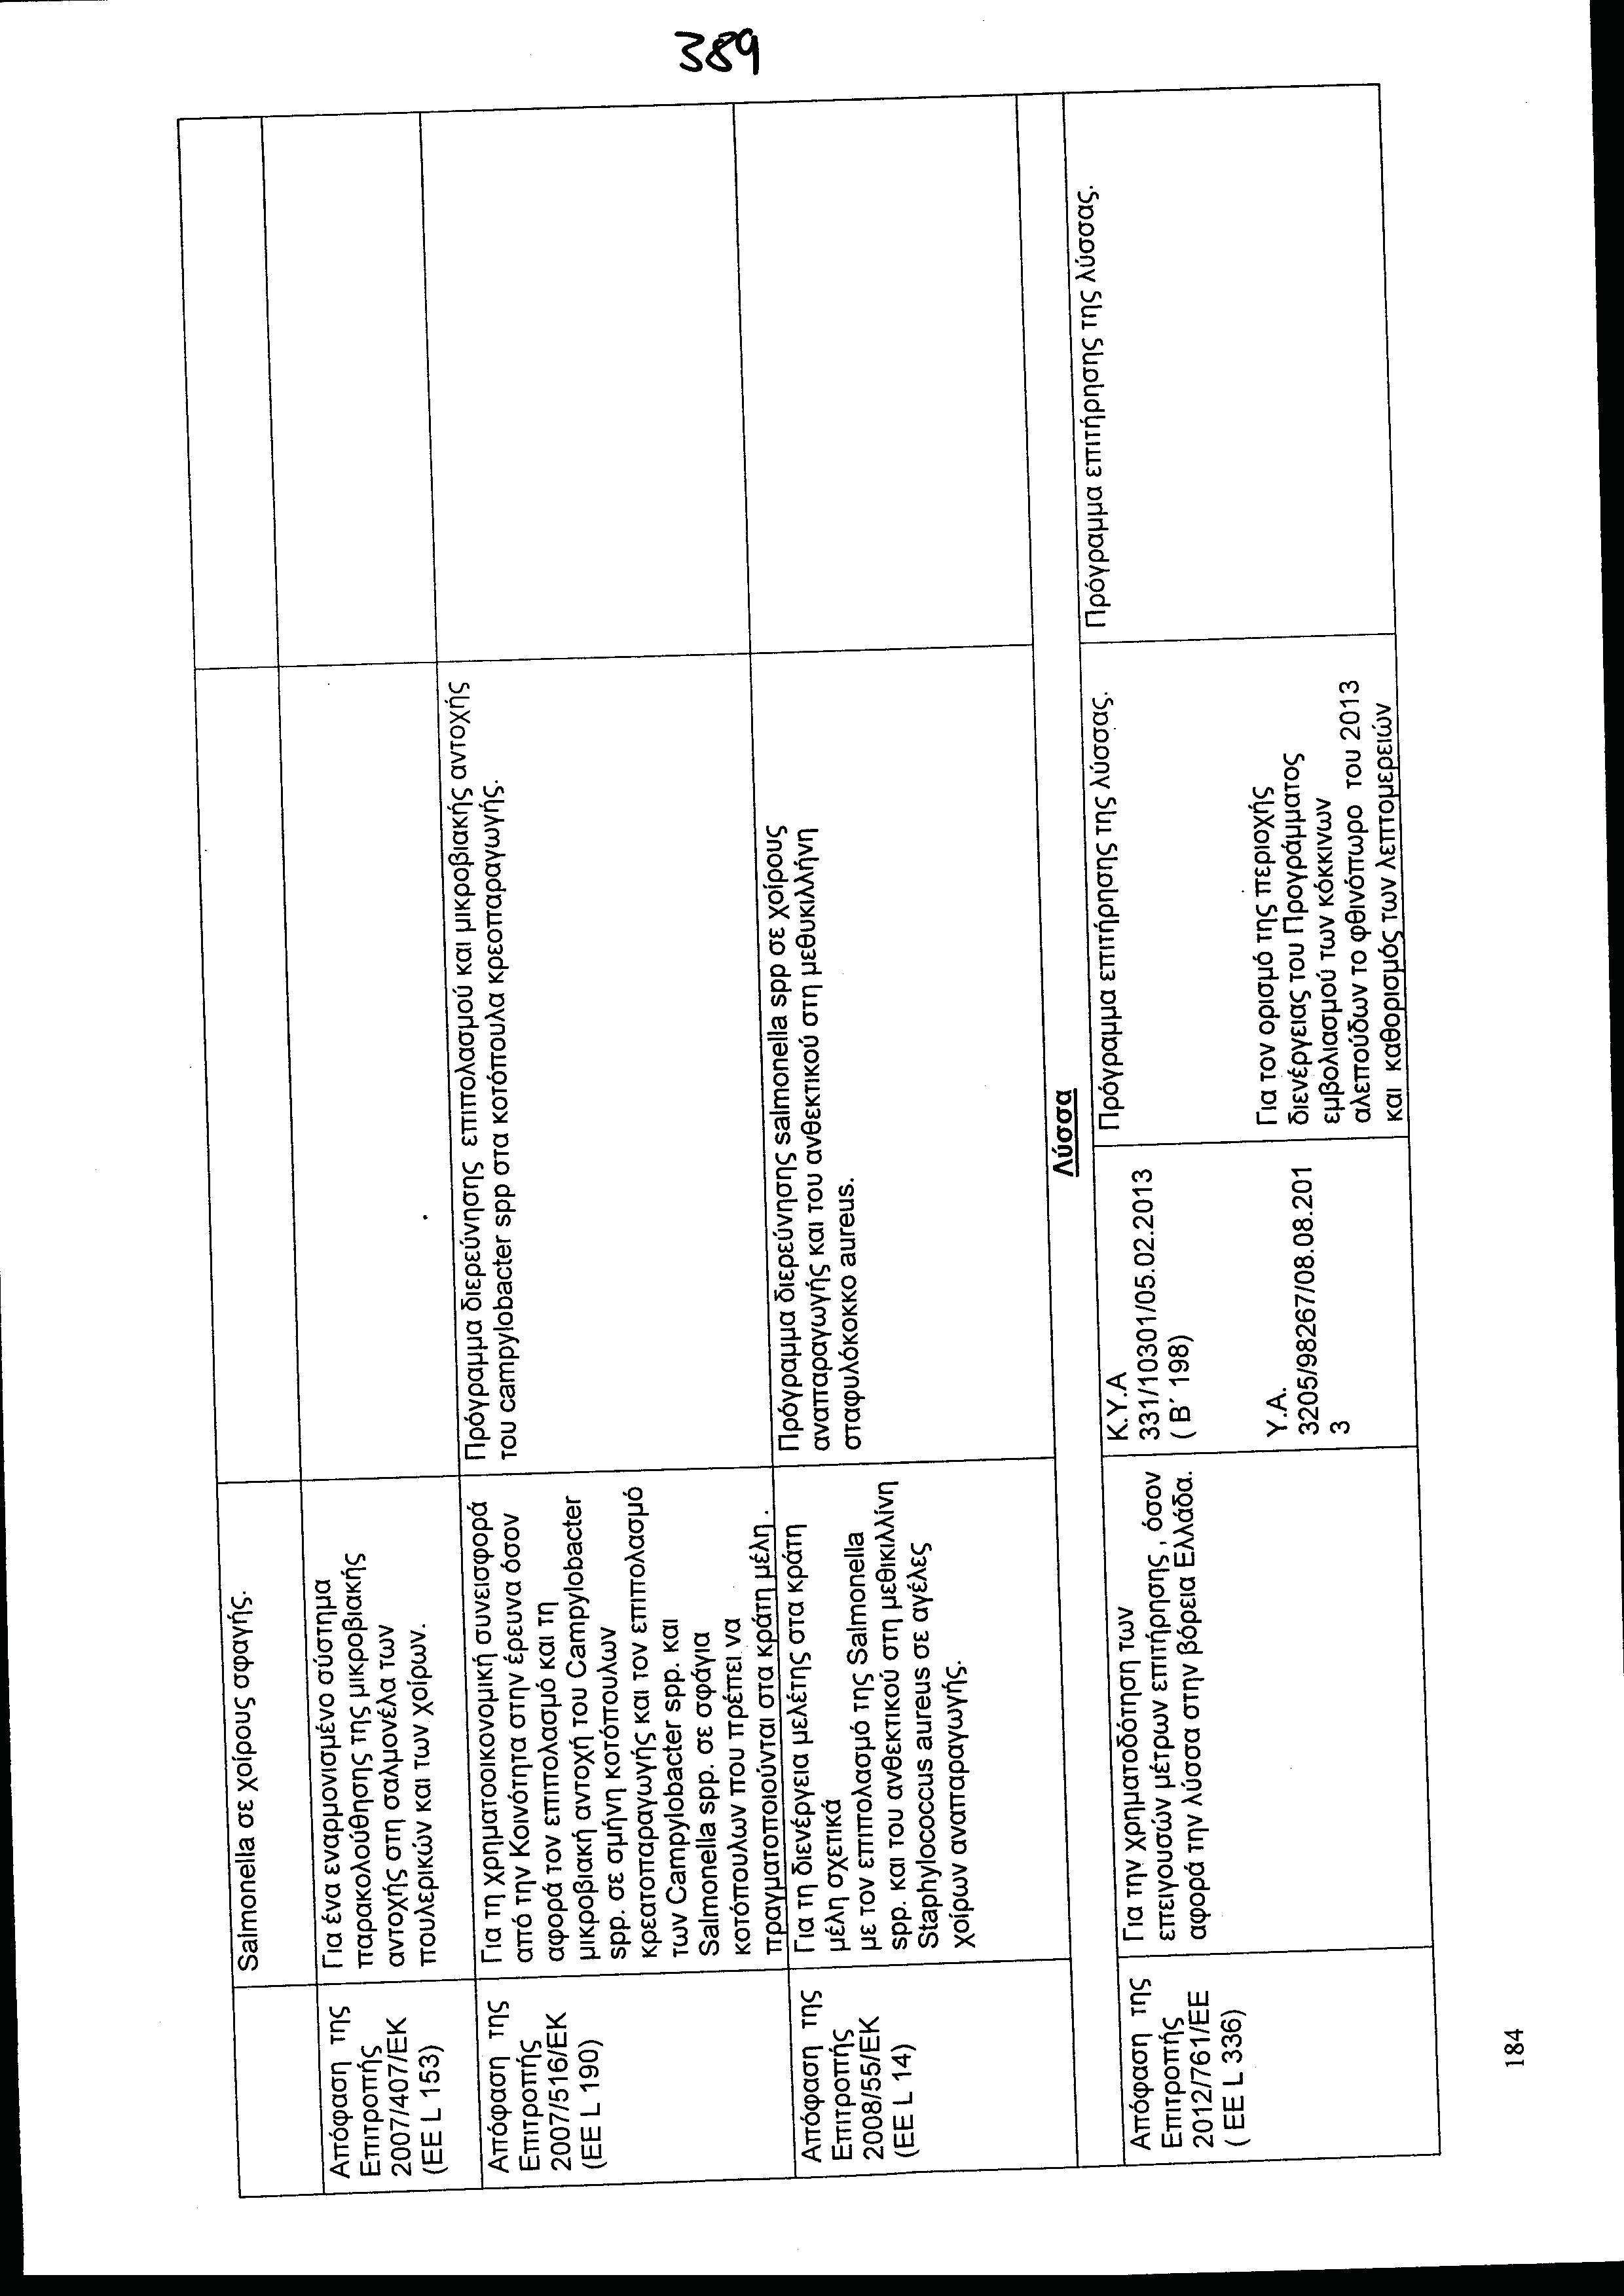 389
Salmonella σε χοίρους σφαγής.
Απόφαση της
Επιτροπής
2007/407/ΕΚ
(ΕΕ L 153)
Για ένα εναρμονισμένο σύστημα
παρακολούθησης της μικροβιακής
αντοχής στη σαλμονέλα των
πουλερικών και των χοίρων.
Απόφαση της
Επιτροπής
2007/516/ΕΚ
(ΕΕ L 190)
Για τη χρηματοοικονομική συνεισφορά
από την Κοινότητα στην έρευνα όσον
αφορά τον επιπολασμό και τη
μικροβιακή αντοχή του Campylobacter
spp. σε σμήνη κοτόπουλων
κρεατοπαραγωγής και τον επιπολασμό
των Campylobacter spp. και
Salmonella spp. σε σφάγια
κοτόπουλων που πρέπει να
πραγματοποιούνται στα κράτη μέλη .
Πρόγραμμα διερεύνησης επιπολασμού και μικροβιακής αντοχής
του campylobacter spp στα κοτόπουλα κρεοπαραγωγής.
Απόφαση της
Επιτροπής
2008/55/ΕΚ
(ΕΕ L 14)
Για τη διενέργεια μελέτης στα κράτη
μέλη σχετικά
με τον επιπολασμό της Salmonella
spp. και του ανθεκτικού στη μεθικιλλίνη
Staphylococcus aureus σε αγέλες
χοίρων αναπαραγωγής.
Πρόγραμμα διερεύνησης salmonella spp σε χοίρους
αναπαραγωγής και του ανθεκτικού στη μεθυκιλλήνη
σταφυλόκοκκο aureus.
Λύσσα
Απόφαση της
Επιτροπής
2012/761/ΕΕ
( ΕΕ L 336)
Για την χρηματοδότηση των
επειγουσών μέτρων επιτήρησης , όσον
αφορά την λύσσα στην βόρεια Ελλάδα.
Κ.Υ.Α
331/10301/05.02.2013
( Β΄ 198)
Υ.Α.
3205/98267/08.08.201
3
Πρόγραμμα επιτήρησης της λύσσας.
Για τον ορισμό της περιοχής
διενέργειας του Προγράμματος
εμβολιασμού των κόκκινων
αλεπούδων το φθινόπωρο του 2013
και καθορισμός των λεπτομερειών
Πρόγραμμα επιτήρησης της λύσσας.
184